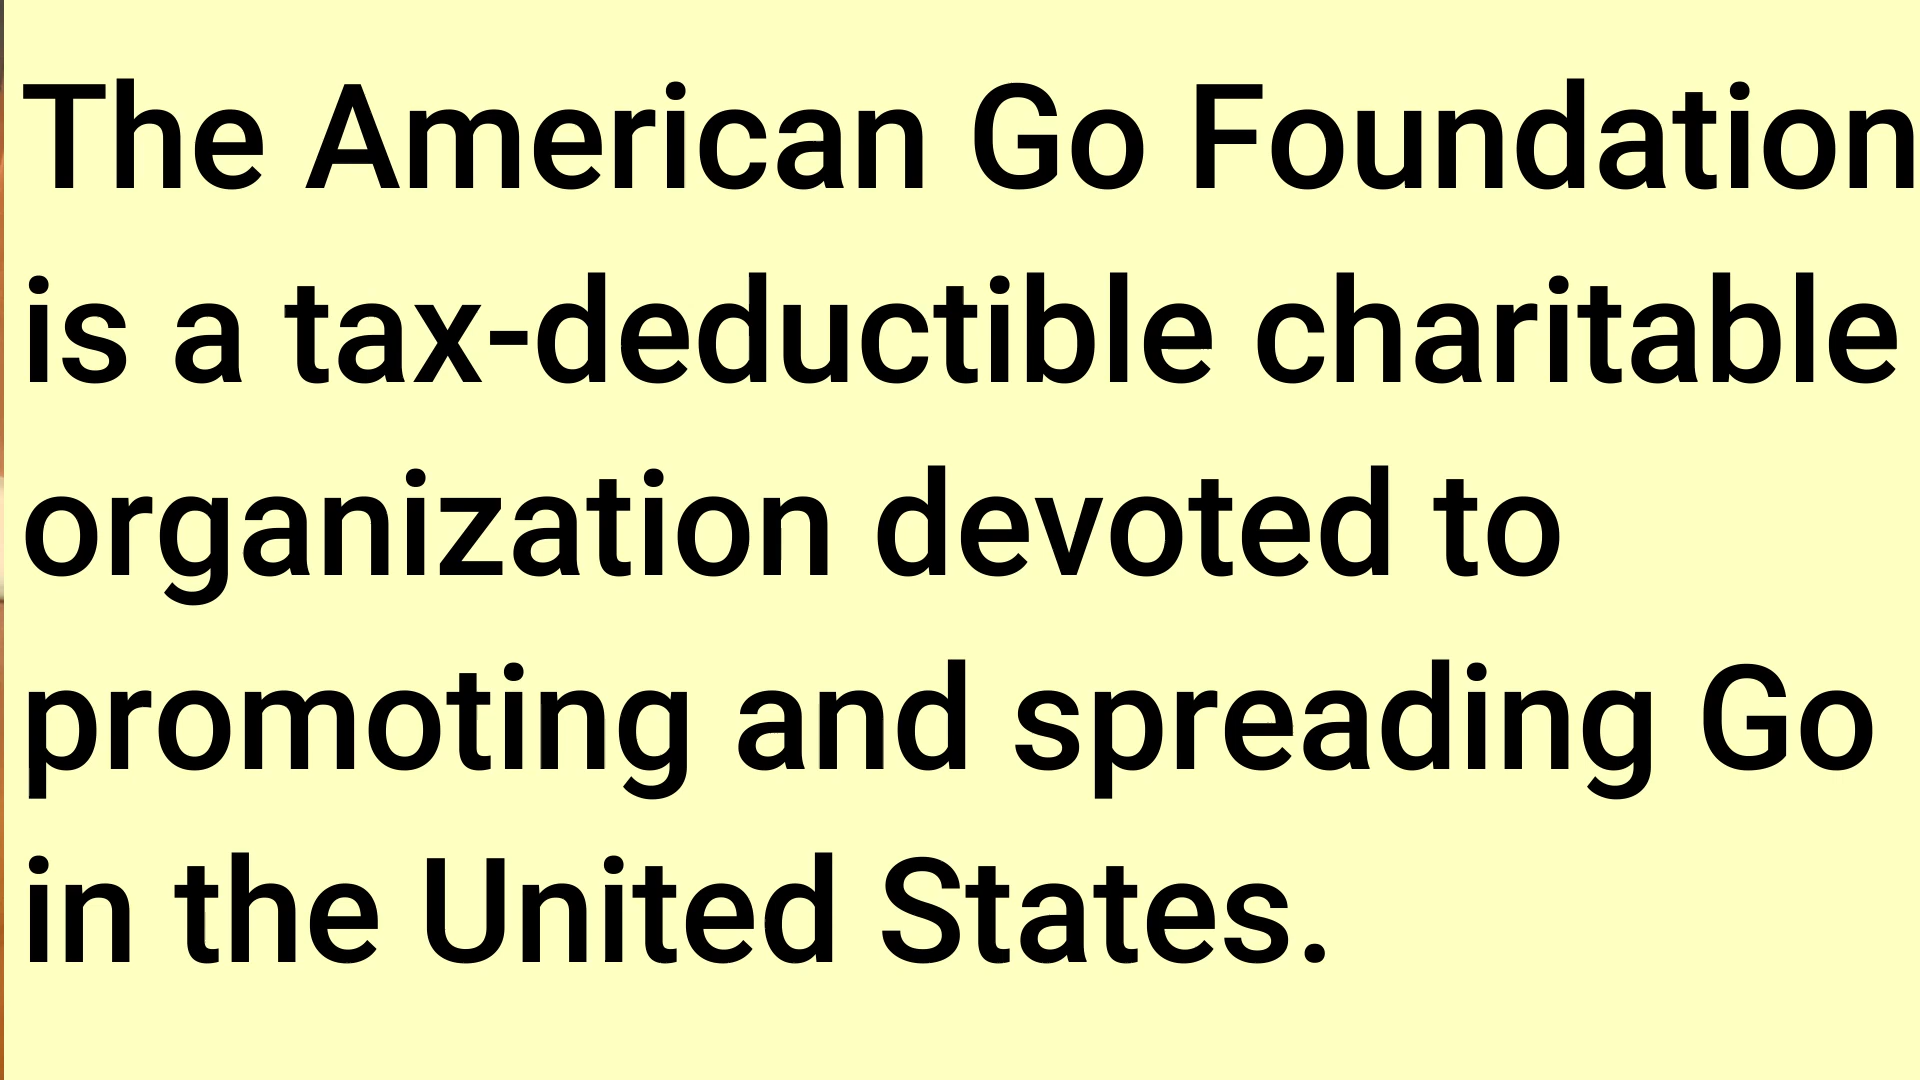 The American Go Foundation
is a tax-deductible charitable
organization devoted to
promoting and spreading Go
in the United States.